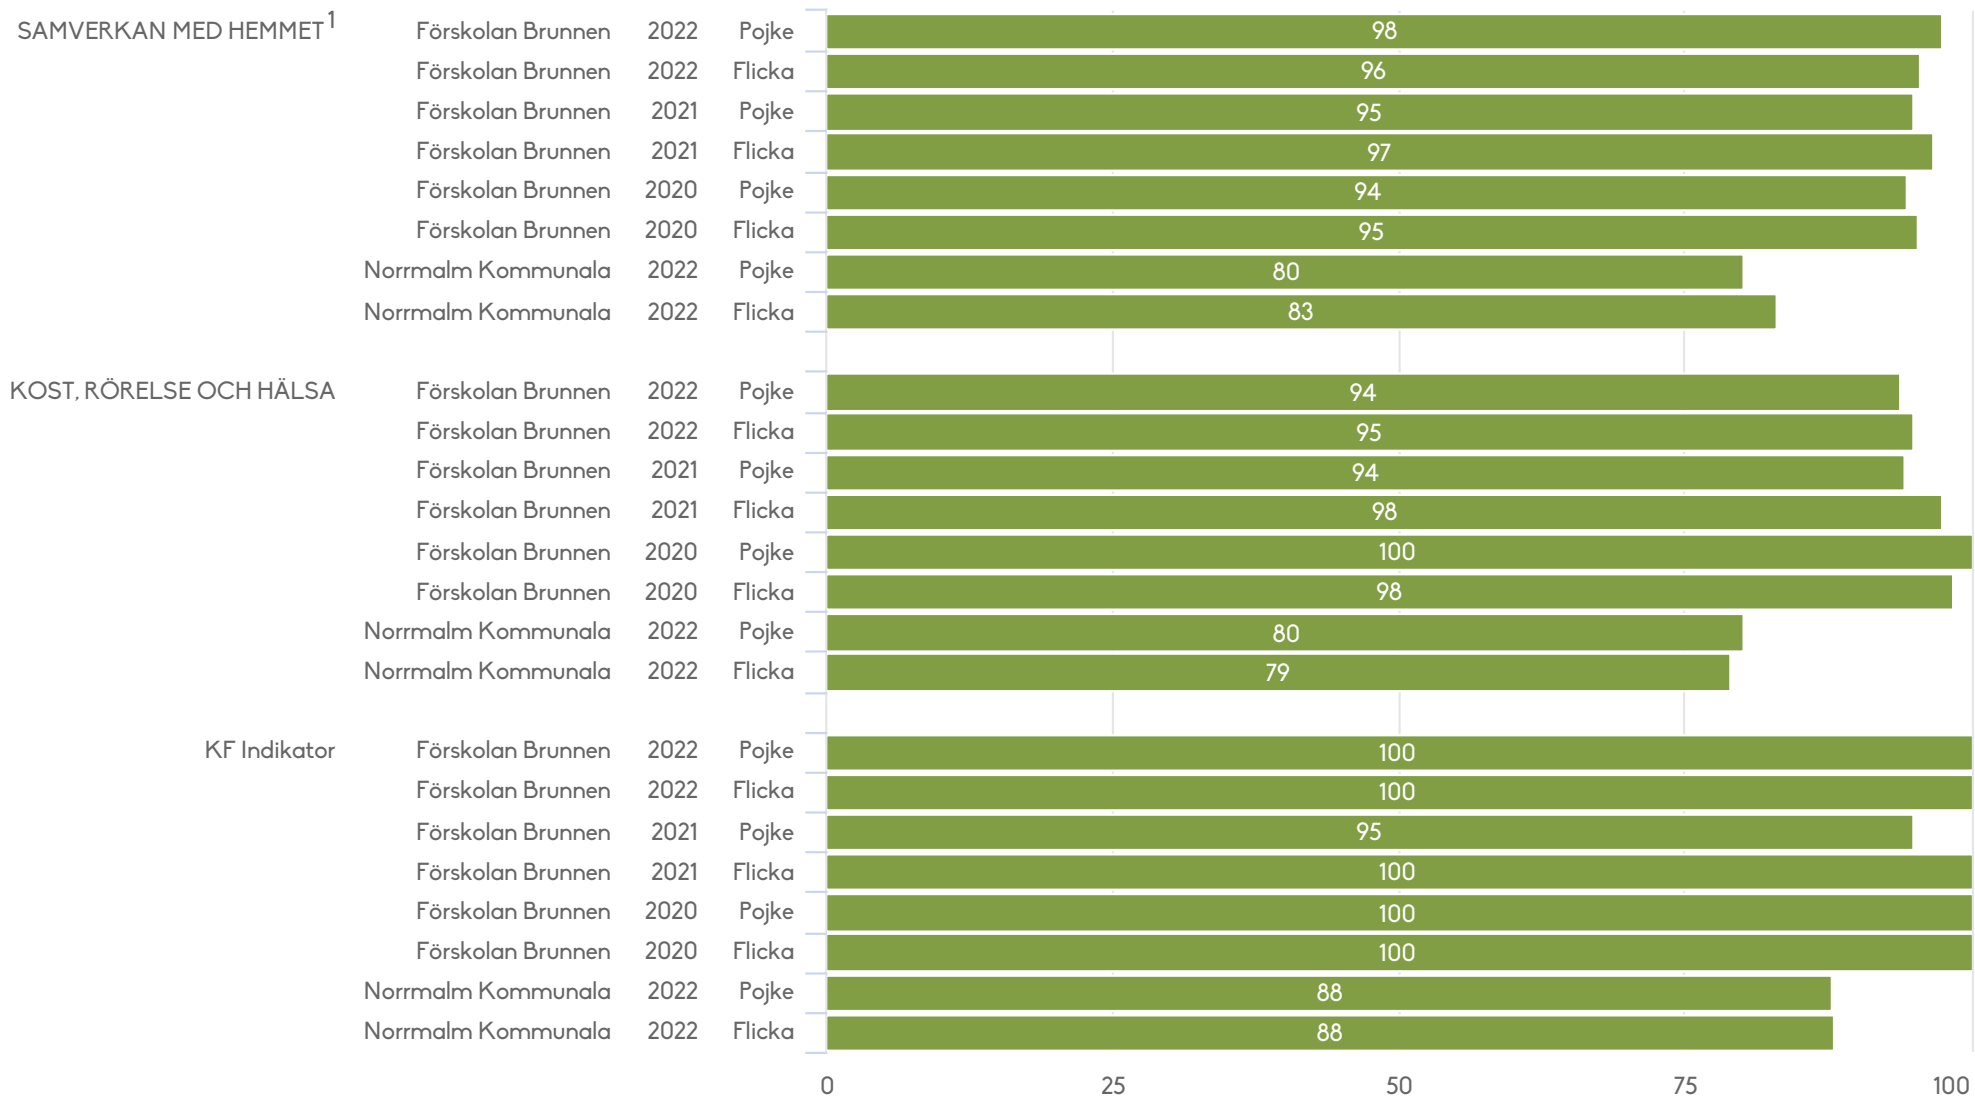 SAMVERKAN MED HEMMET¹ Förskolan Brunnen 2022 Pojke 98
Förskolan Brunnen 2022 Flicka 96
Förskolan Brunnen 2021 Pojke 95
Förskolan Brunnen 2021 Flicka 97
Förskolan Brunnen 2020 Pojke 94
Förskolan Brunnen 2020 Flicka 95
Norrmalm Kommunala 2022 Pojke 80
Norrmalm Kommunala 2022 Flicka 83
KOST, RÖRELSE OCH HÄLSA Förskolan Brunnen 2022 Pojke 94
Förskolan Brunnen 2022 Flicka 95
Förskolan Brunnen 2021 Pojke 94
Förskolan Brunnen 2021 Flicka 98
Förskolan Brunnen 2020 Pojke 100
Förskolan Brunnen 2020 Flicka 98
Norrmalm Kommunala 2022 Pojke 80
Norrmalm Kommunala 2022 Flicka 79
KF Indikator Förskolan Brunnen 2022 Pojke 100
Förskolan Brunnen 2022 Flicka 100
Förskolan Brunnen 2021 Pojke 95
Förskolan Brunnen 2021 Flicka 100
Förskolan Brunnen 2020 Pojke 100
Förskolan Brunnen 2020 Flicka 100
Norrmalm Kommunala 2022 Pojke 88
Norrmalm Kommunala 2022 Flicka 88
0 25 50 75 100